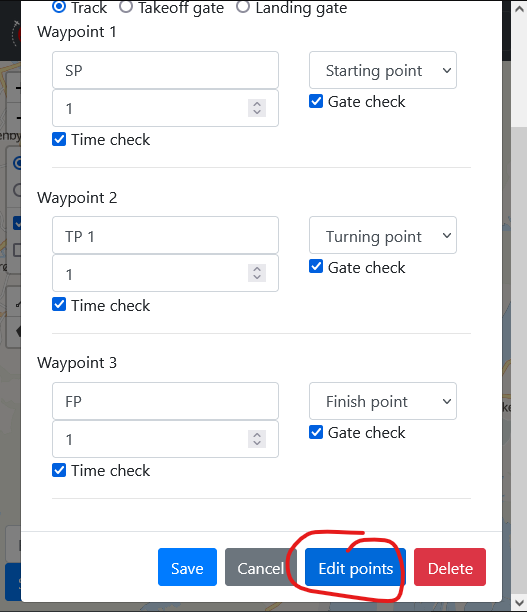 Track Takeoff gate Landing gate
Waypoint 1
SP Starting point
1 Gate check
Time check
Waypoint 2
TP 1 Turning point
1 Gate check
Time check
Waypoint 3
FP Finish point
1 Gate check
Time check
Save Cancel Edit points Delete